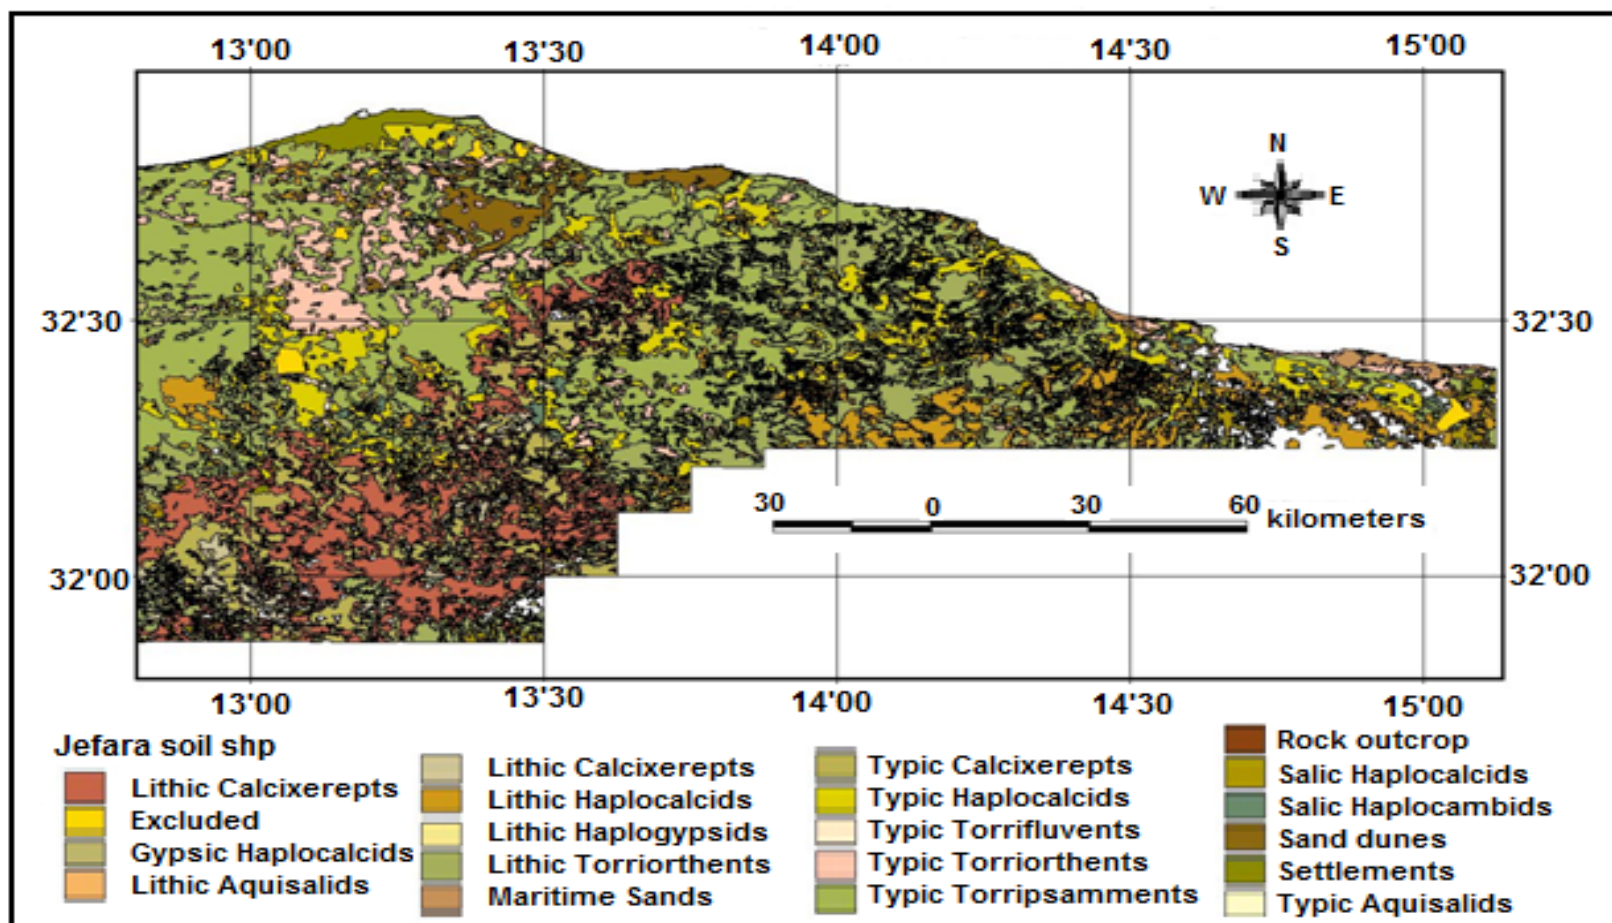 13'00 13'30 14'00 14'30 15'00
N
W E
S
32'30 32'30
30 0 30 60 kilometers
32'00 32'00
13'00 13'30 14'00 14'30 15'00
Jefara soil shp
Lithic Calcixerepts
Excluded
Gypsic Haplocalcids
Lithic Aquisalids
Lithic Calcixerepts
Lithic Haplocalcids
Lithic Haplogypsids
Lithic Torriorthents
Maritime Sands
Typic Calcixerepts
Typic Haplocalcids
Typic Torrifluvents
Typic Torriorthents
Typic Torripsamments
Rock outcrop
Salic Haplocalcids
Salic Haplocambids
Sand dunes
Settlements
Typic Aquisalids